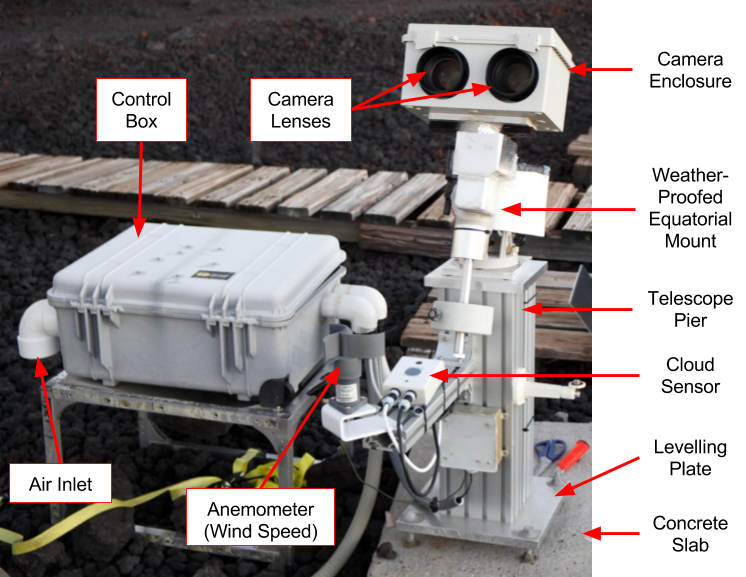 Camera
Enclosure
Control
Box
Camera
Lenses
Weather-
Proofed
Equatorial
Mount
Telescope
Pier
Cloud
Sensor
Levelling
Plate
Air Inlet
Anemometer
(Wind Speed)
Concrete
Slab